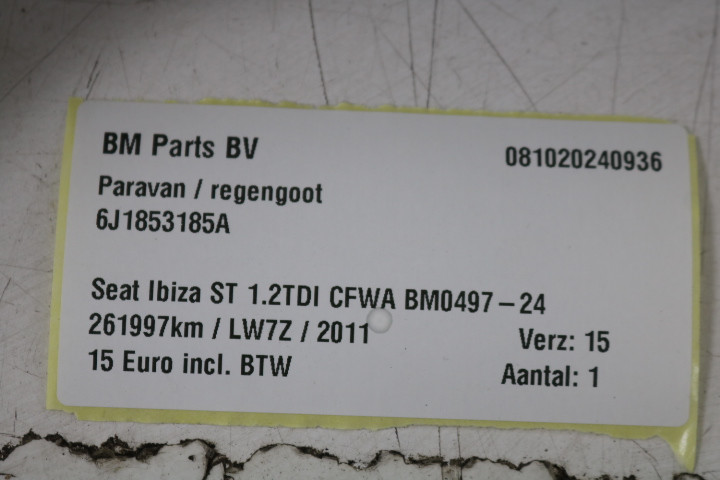 BM Parts BV
081020240936
Paravan / regengoot
6J1853185A
Seat Ibiza ST 1.2TDI CFWA BM0497-24
261997km / LW7Z / 2011
Verz: 15
15 Euro incl. BTW
Aantal: 1